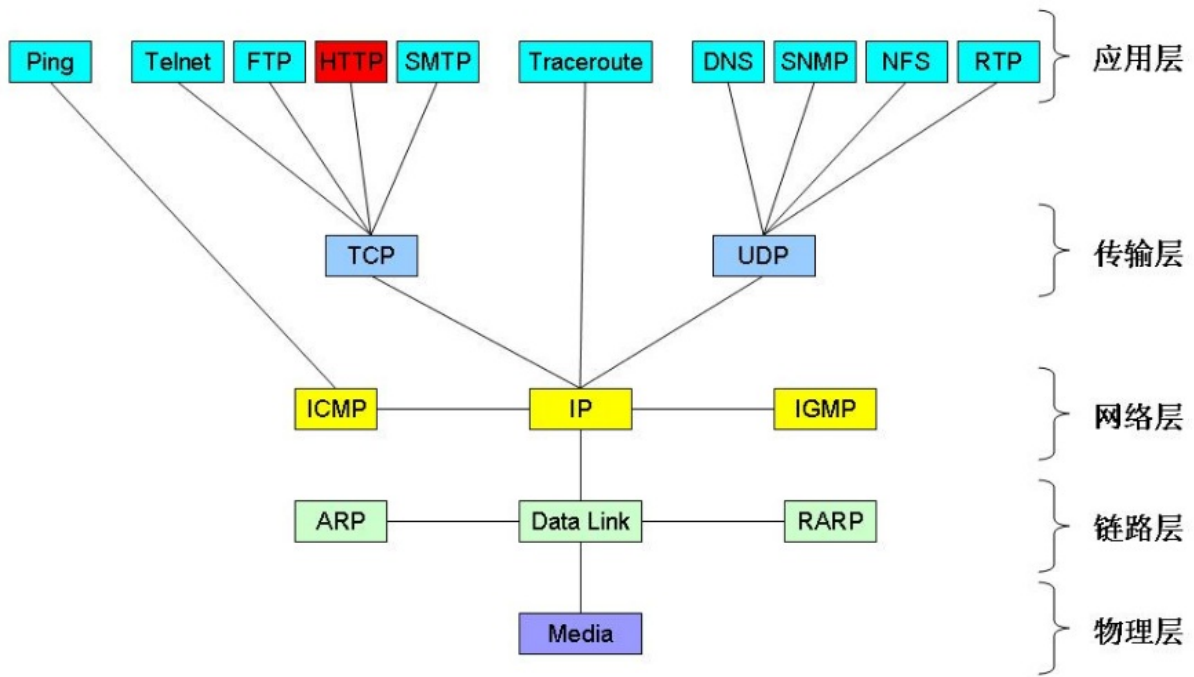 Ping Telnet FTP HTTP SMTP Traceroute DNS SNMP NFS RTP 应用层
TCP UDP 传输层
ICMP IP IGMP 网络层
ARP Data Link RARP 链路层
Media 物理层